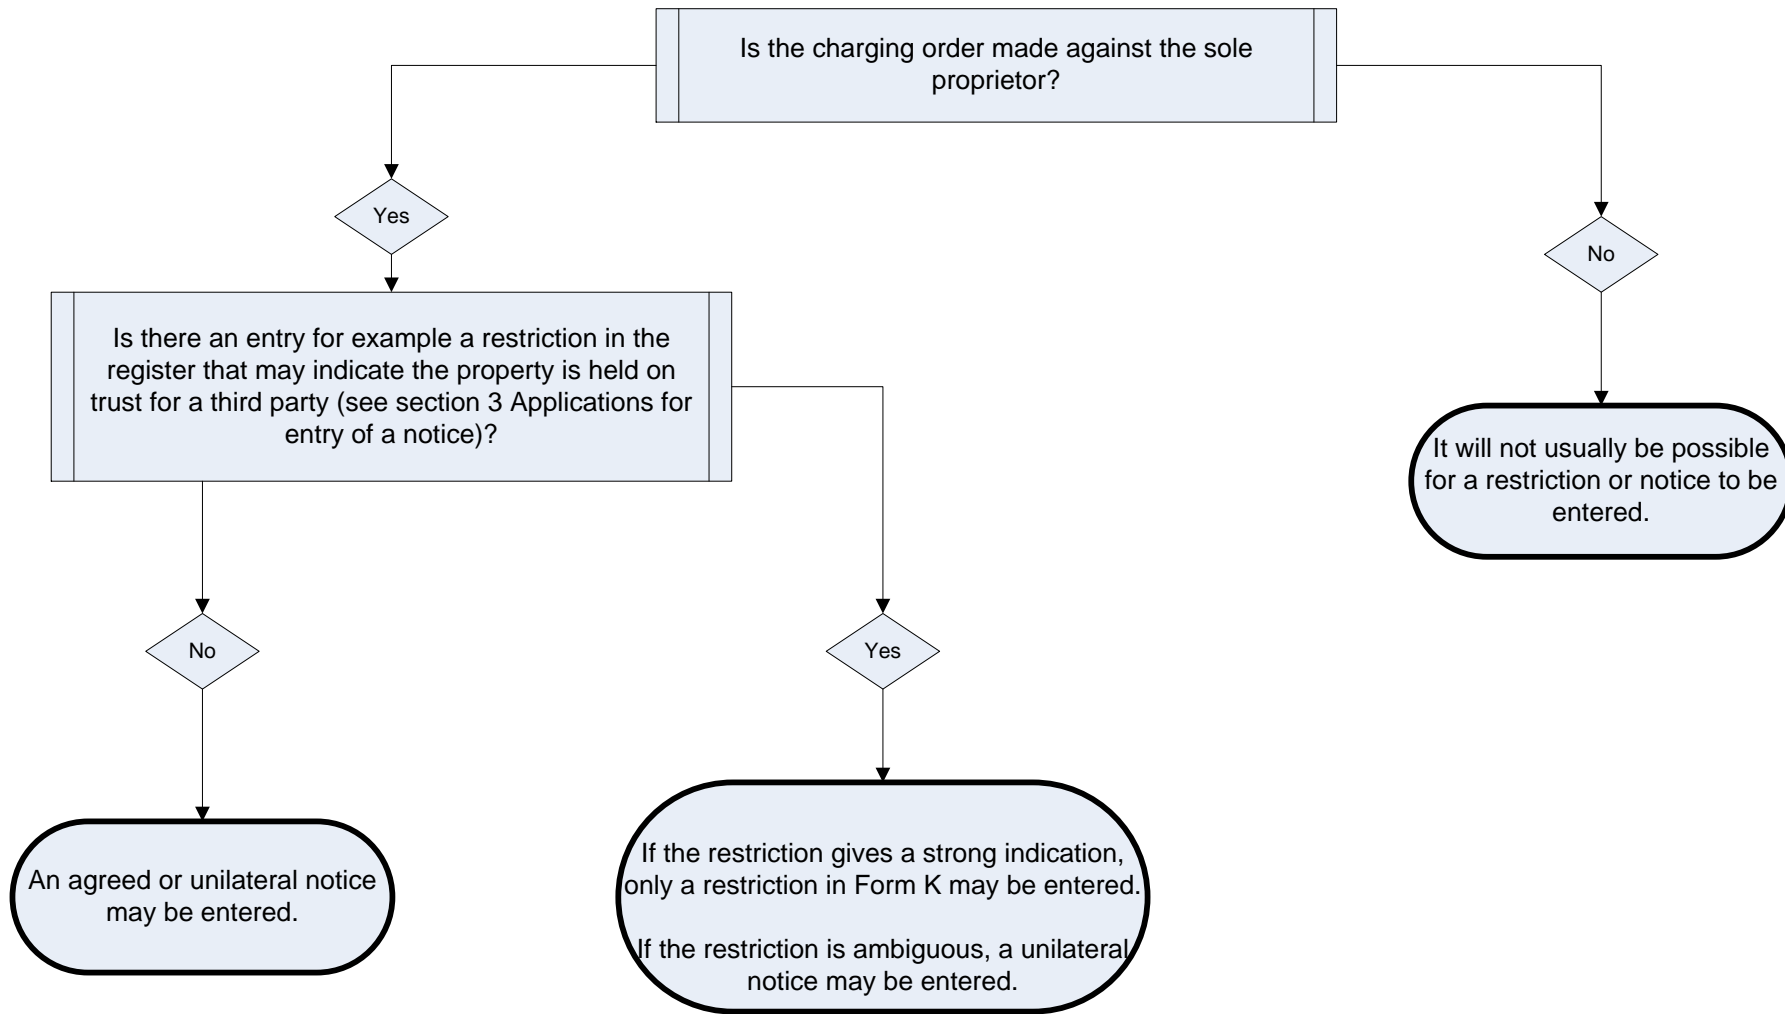 Is the charging order made against the sole
proprietor?
Yes
No
Is there an entry for example a restriction in the
register that may indicate the property is held on
trust for a third party (see section 3 Applications for
entry of a notice)?
It will not usually be possible
for a restriction or notice to be
entered.
No
Yes
An agreed or unilateral notice
may be entered.
If the restriction gives a strong indication,
only a restriction in Form K may be entered.
If the restriction is ambiguous, a unilateral
notice may be entered.